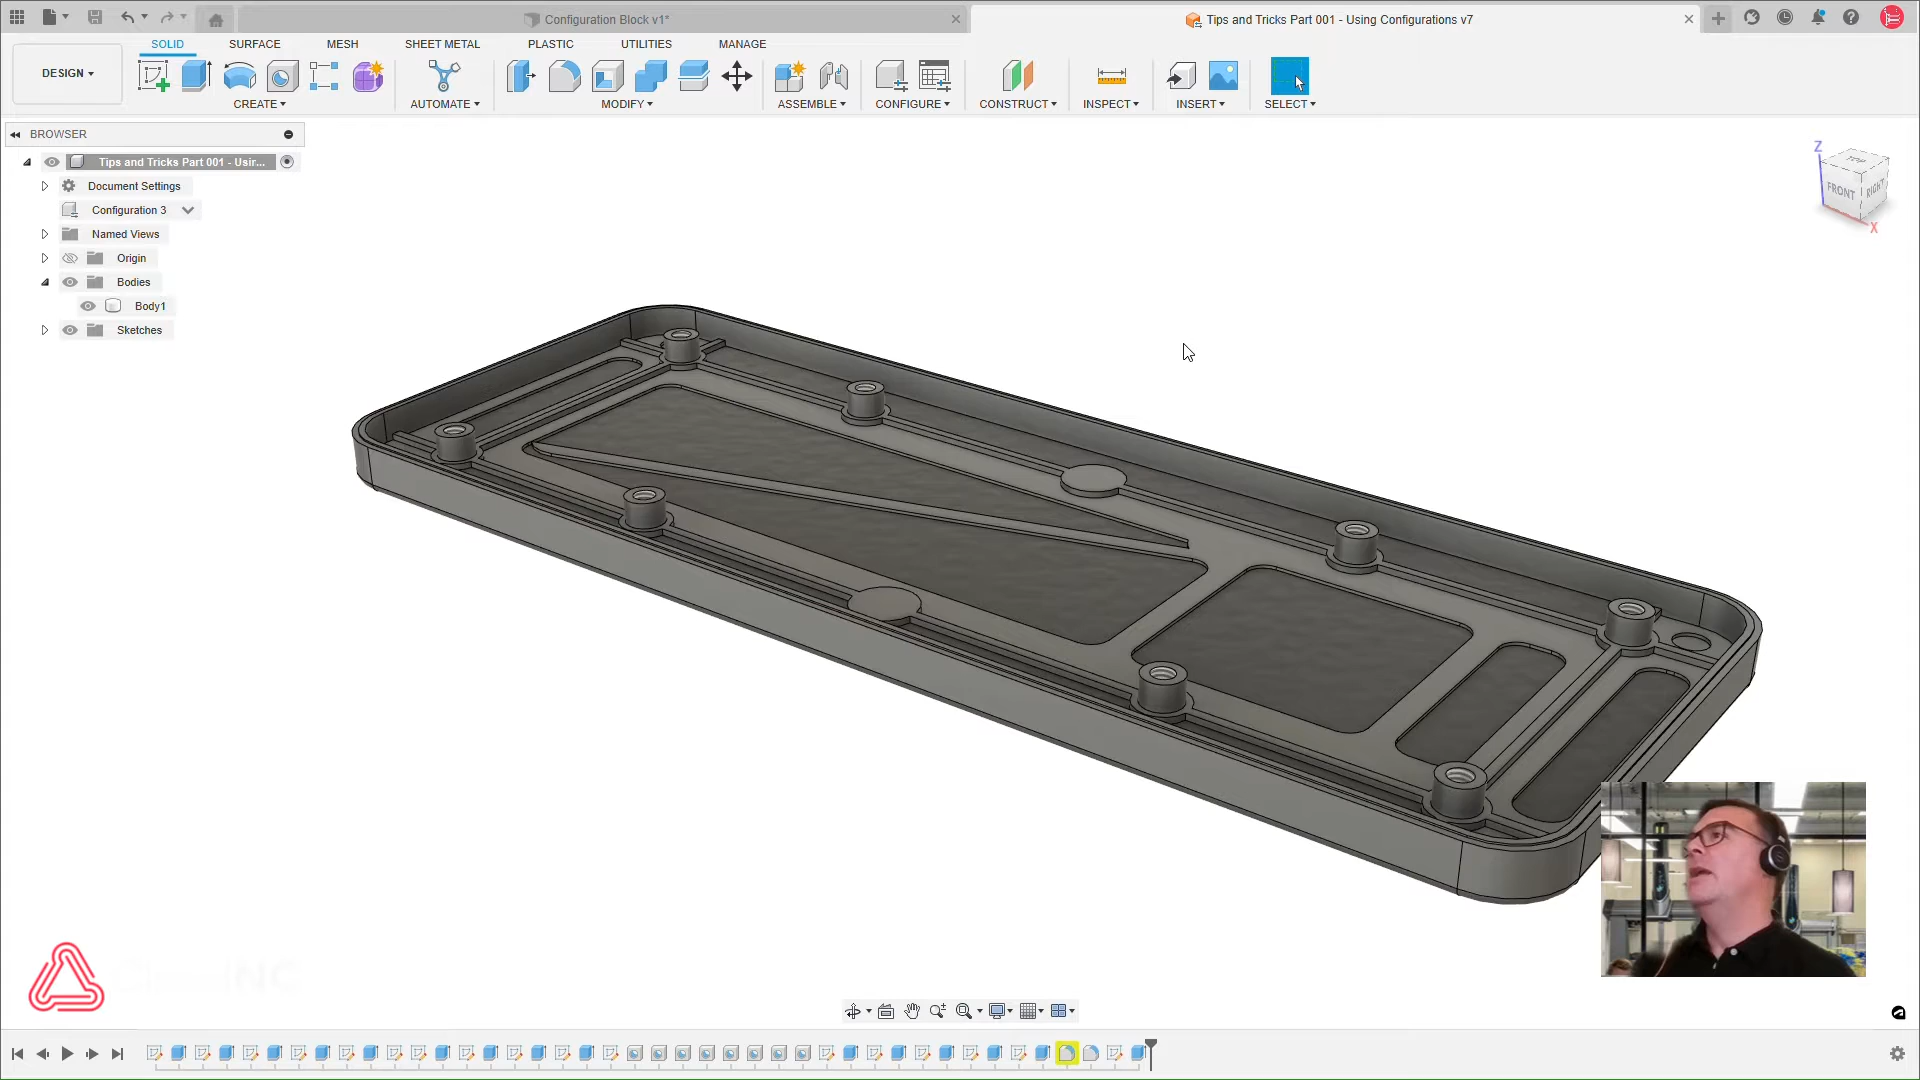 Configuration Block v1*
Tips and Tricks Part 001 - Using Configurations v7
DESIGN
SOLID
SURFACE
MESH
SHEET METAL
PLASTIC
UTILITIES
MANAGE
CREATE
AUTOMATE
MODIFY
ASSEMBLE
CONFIGURE
CONSTRUCT
INSPECT
INSERT
SELECT
BROWSER
Tips and Tricks Part 001 - Usir...
Document Settings
Configuration 3
Named Views
Origin
Bodies
Body1
Sketches
Z
TOP
FRONT
RIGHT
X